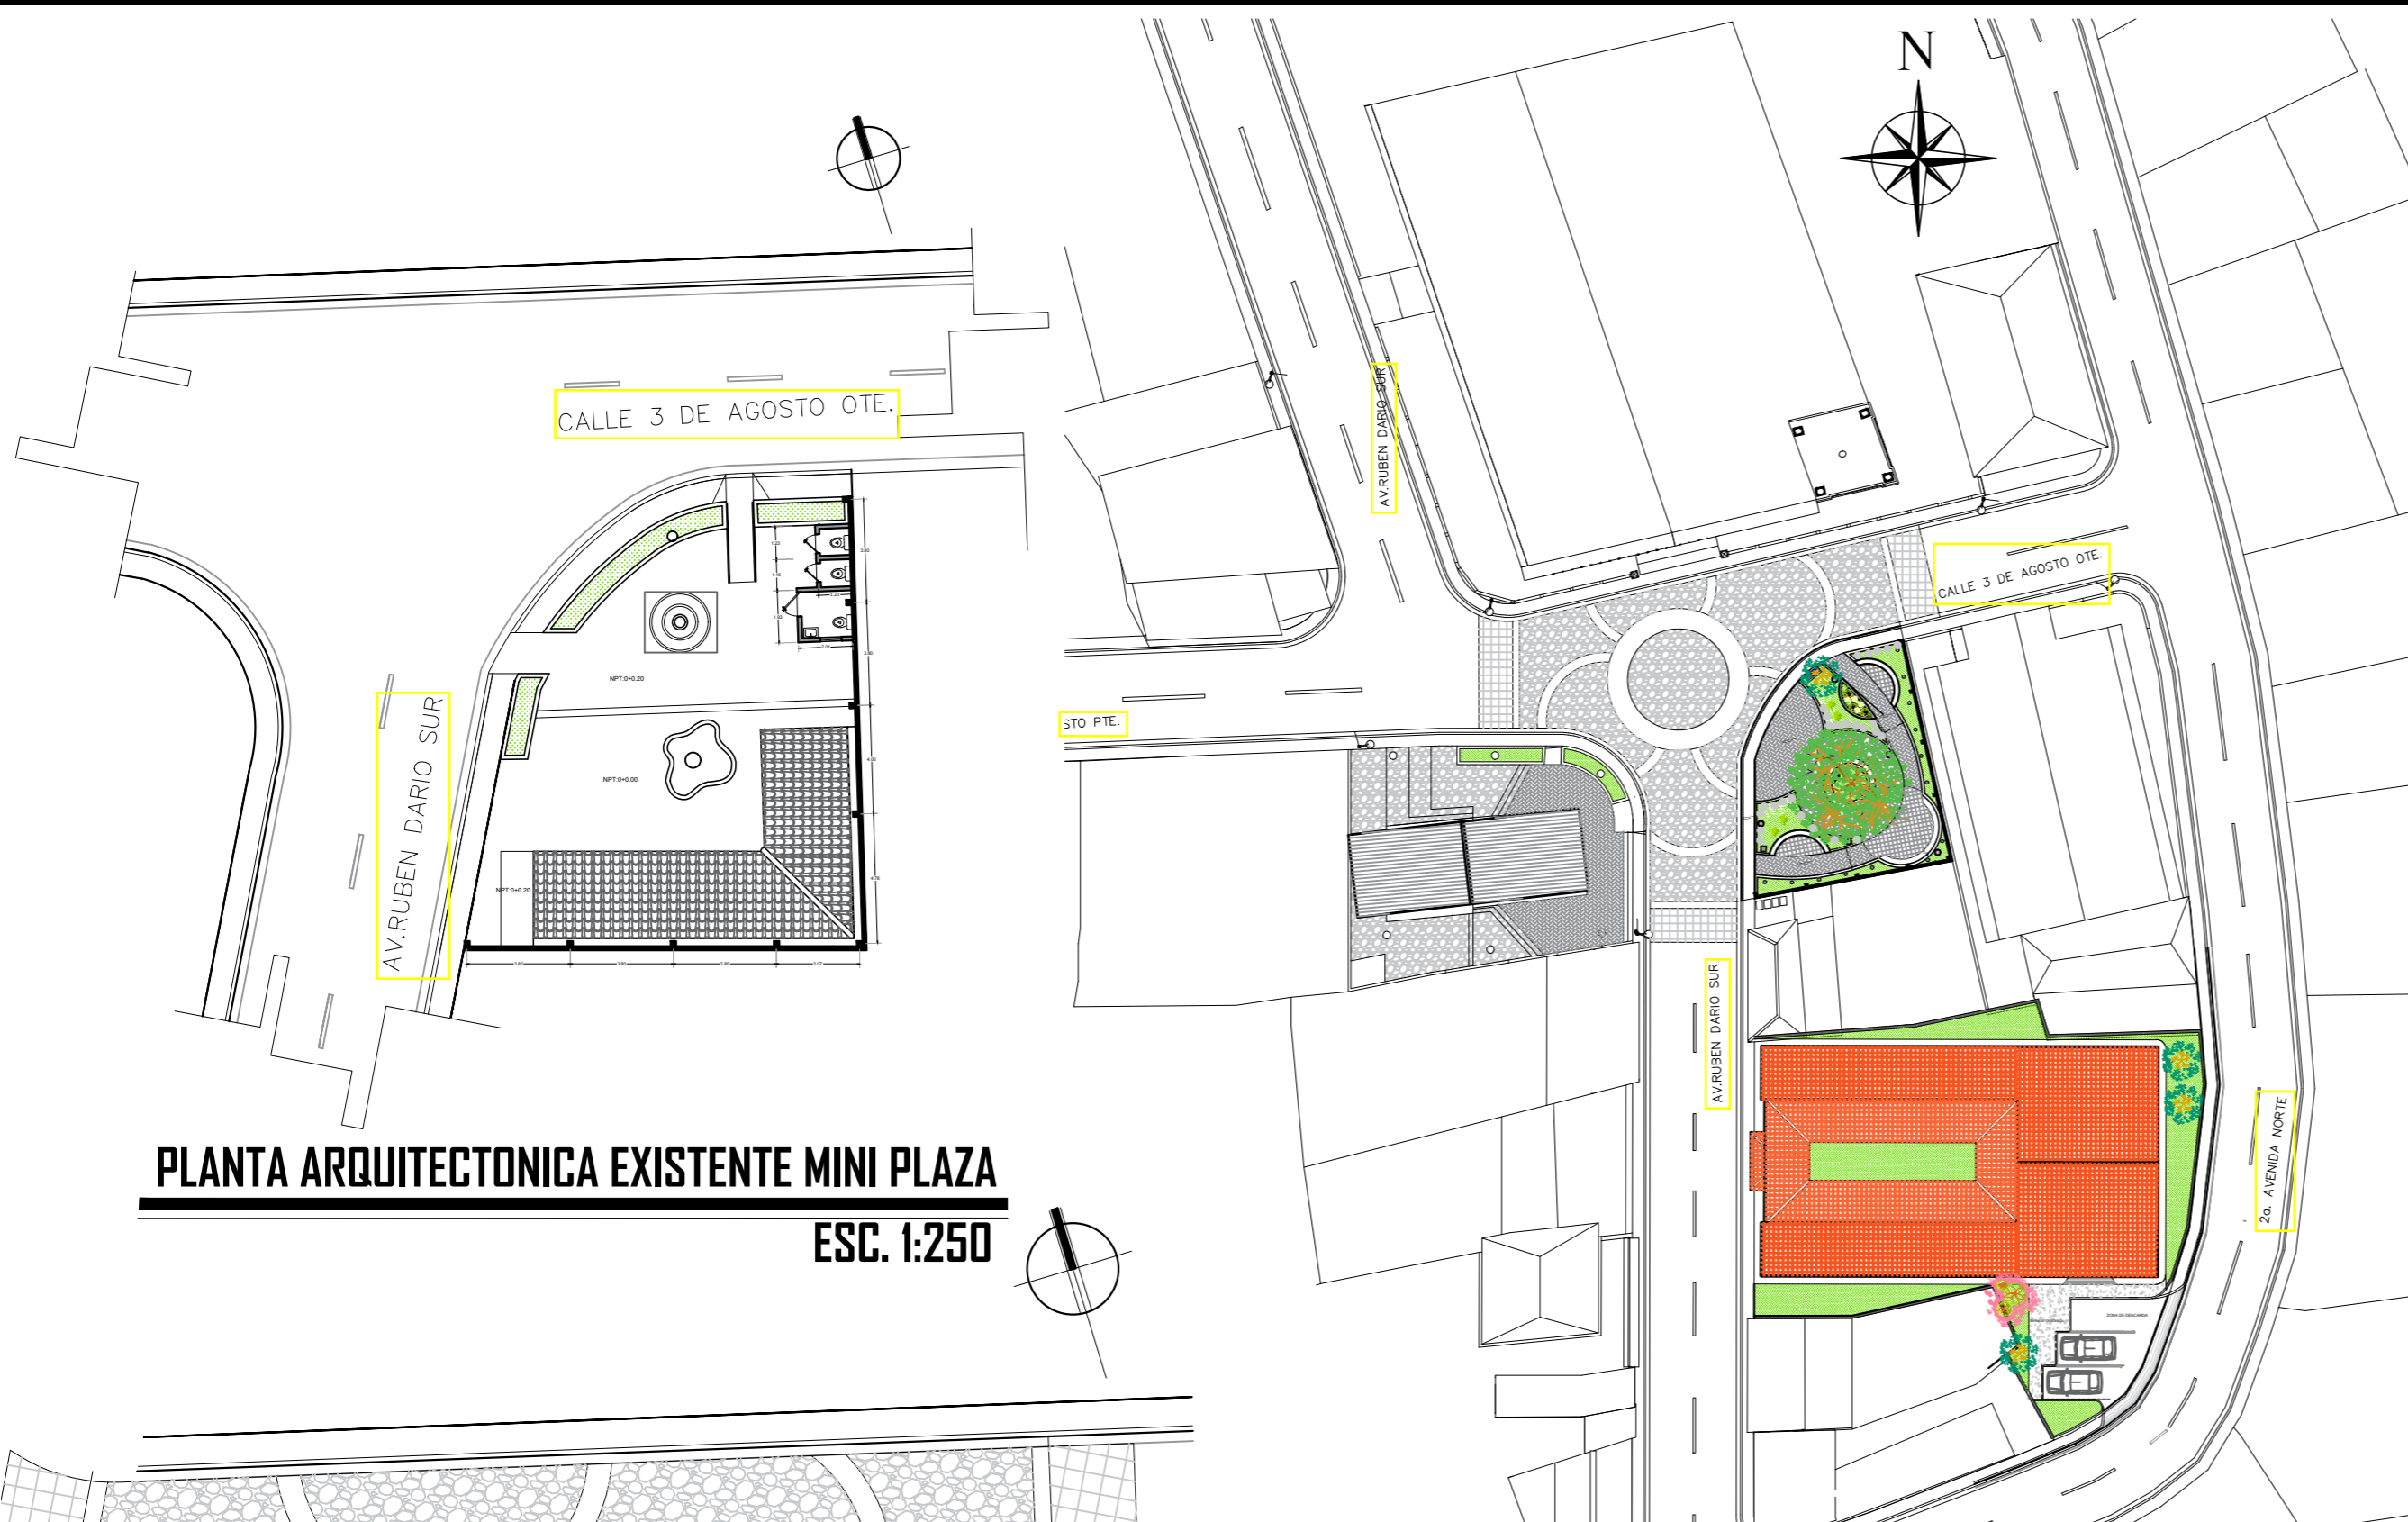 N
CALLE 3 DE AGOSTO OTE.
AV.RUBEN DARIO SUR
NPT:0+0.20
NPT:0+0.00
NPT:0+0.20
PLANTA ARQUITECTONICA EXISTENTE MINI PLAZA
ESC. 1:250
AV.RUBEN DARIO SUR
CALLE 3 DE AGOSTO OTE.
STO PTE.
AV.RUBEN DARIO SUR
2a. AVENIDA NORTE
ZONA DE DESCARGA